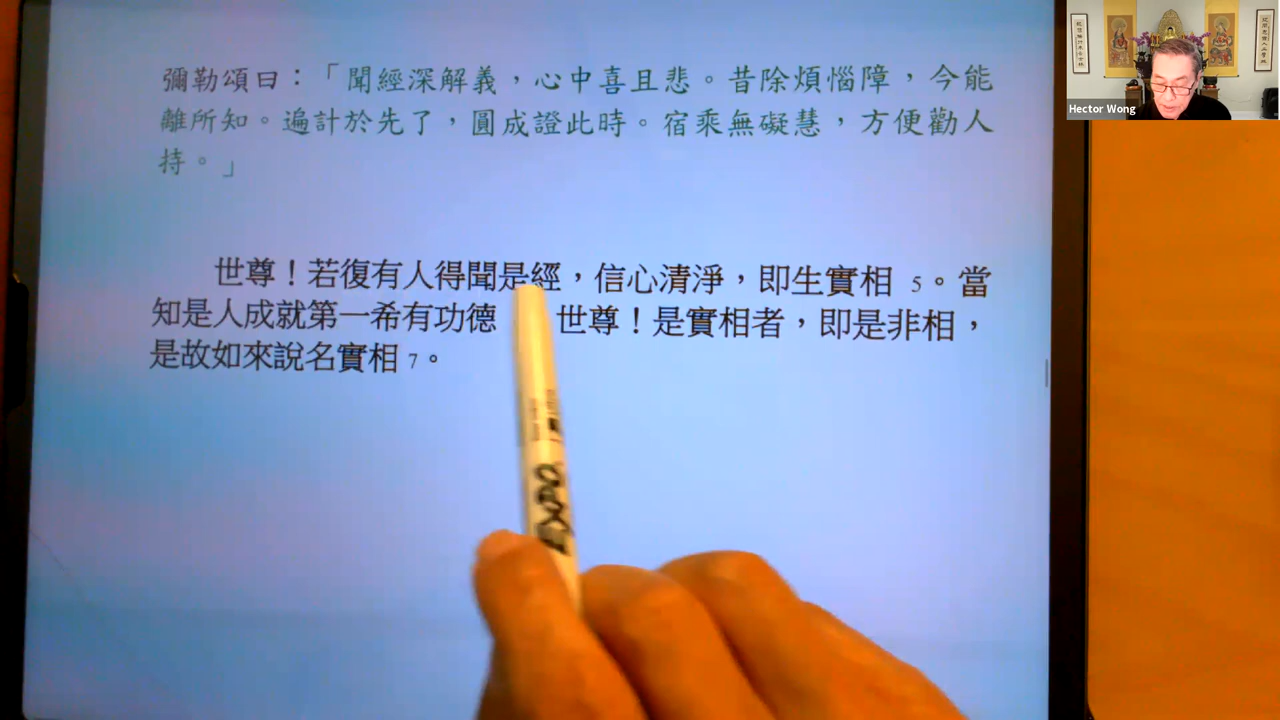 彌勒頌曰：「聞經深解義，心中喜且悲。昔除煩惱障，今能
離所知。遍計於先了，圓成證此時。宿乘無礙慧，方便勸人
持。」
世尊！若復有人得聞是經，信心清淨，即生實相 5。當
知是人成就第一希有功德 世尊！是實相者，即是非相，
是故如來說名實相 7。
Hector Wong